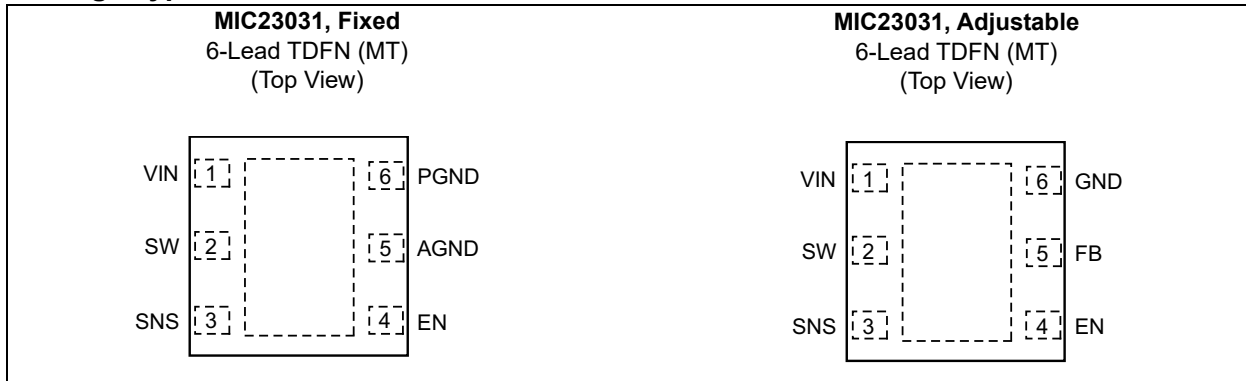 MIC23031, Fixed
6-Lead TDFN (MT)
(Top View)
VIN 1 6 PGND
SW 2 5 AGND
SNS 3 4 EN
MIC23031, Adjustable
6-Lead TDFN (MT)
(Top View)
VIN 1 6 GND
SW 2 5 FB
SNS 3 4 EN